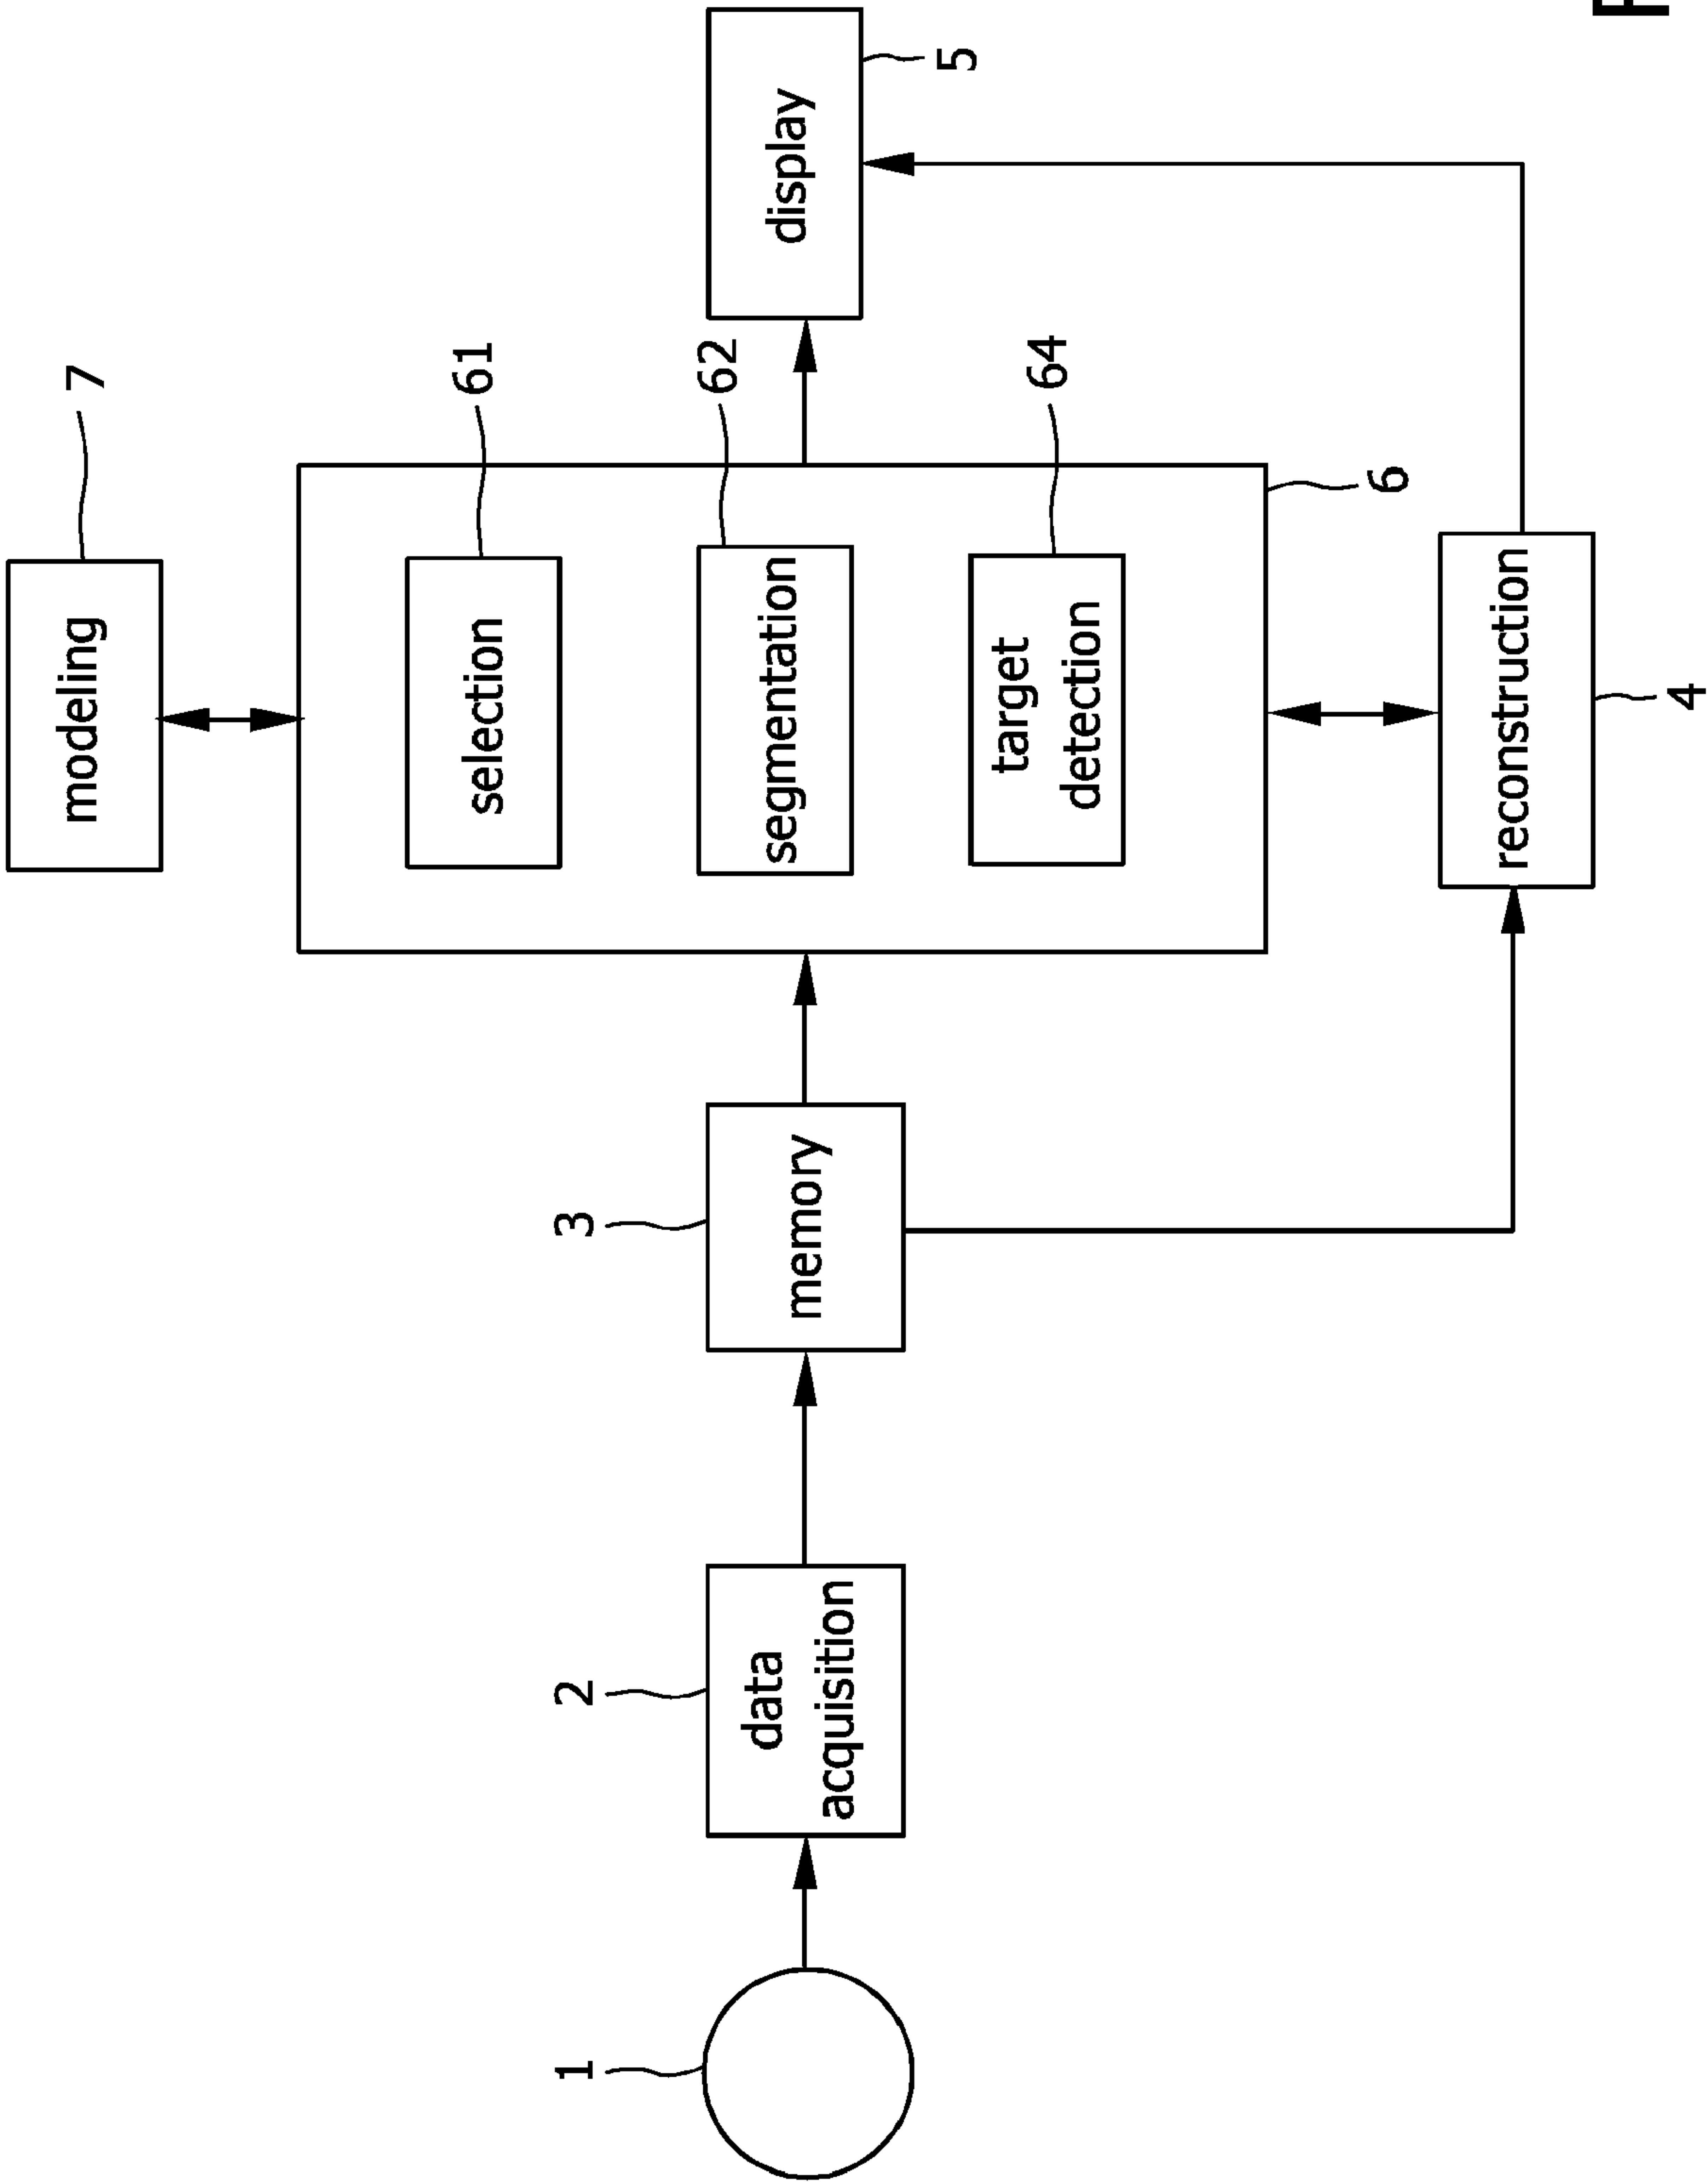 modeling
7
selection
61
1
2
3
data
acquisition
memory
segmentation
62
display
5
target
detection
64
6
reconstruction
4